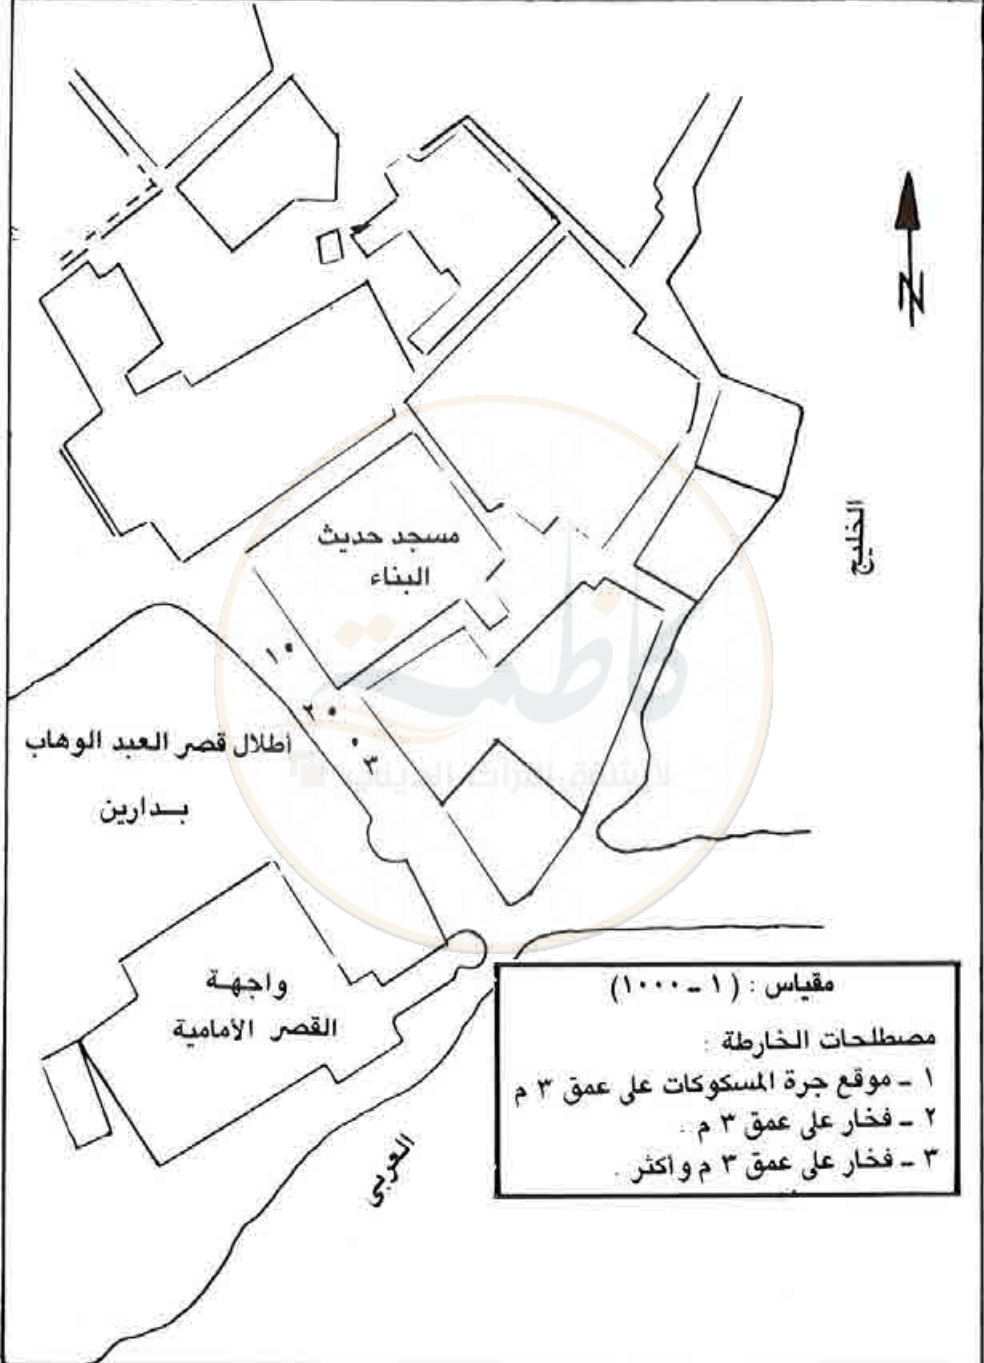 N
الخليج
مسجد حديث
البناء
١
٢
٣
أطلال قصر العبد الوهاب
بـدارين
واجهة
القصر الأمامية
العربي
مقياس : ( ١ ـ ١٠٠٠ )
مصطلحات الخارطة :
١ ـ موقع جرة المسكوكات على عمق ٣ م
٢ ـ فخار على عمق ٣ م .
٣ ـ فخار على عمق ٣ م وأكثر .
كاظمة